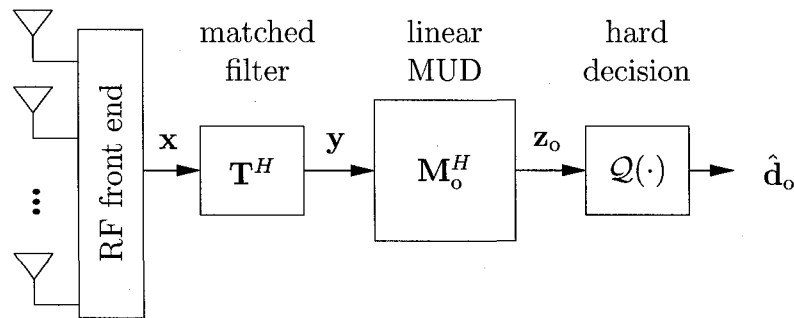 matched
filter
linear
MUD
hard
decision
RF front end
x
T^H
y
M_o^H
z_o
Q(·)
d̂_o